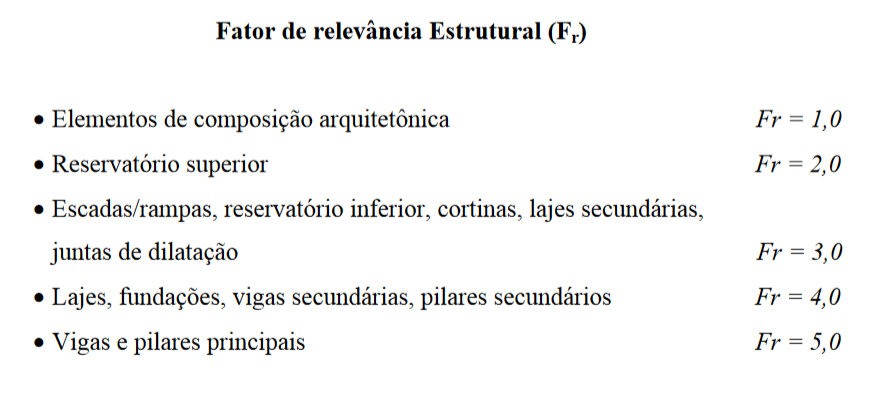 Fator de relevância Estrutural (Fr)
• Elementos de composição arquitetônica Fr = 1,0
• Reservatório superior Fr = 2,0
• Escadas/rampas, reservatório inferior, cortinas, lajes secundárias,
juntas de dilatação Fr = 3,0
• Lajes, fundações, vigas secundárias, pilares secundários Fr = 4,0
• Vigas e pilares principais Fr = 5,0